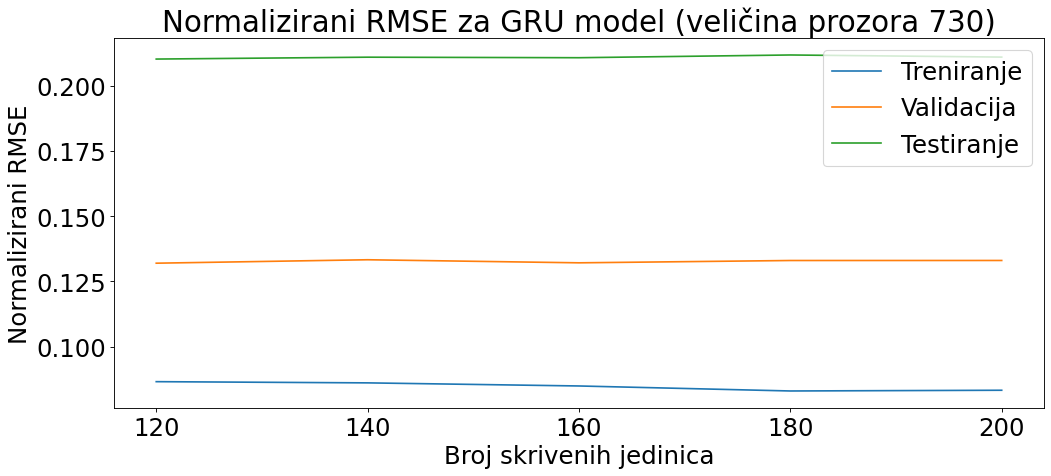 Normalizirani RMSE za GRU model (veličina prozora 730)
Normalizirani RMSE
0.200
0.175
0.150
0.125
0.100
Treniranje
Validacija
Testiranje
120 140 160 180 200
Broj skrivenih jedinica